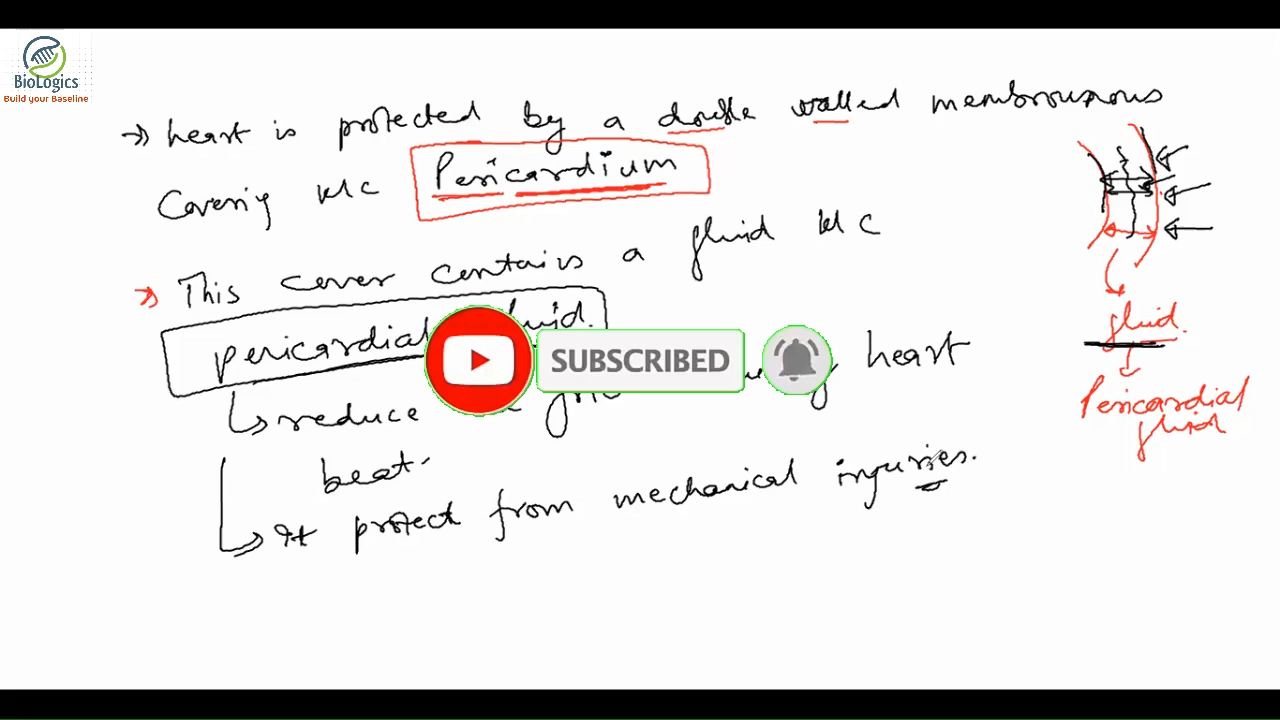 BioLogics
Build your Baseline
→ heart is protected by a double walled membraneous
Covering k/c Pericardium
→ This cover contains a fluid k/c
pericardial fluid.
↳ reduce heart
beat.
↳ It protect from mechanical injuries.
SUBSCRIBED
fluid.
Pericardial
fluid